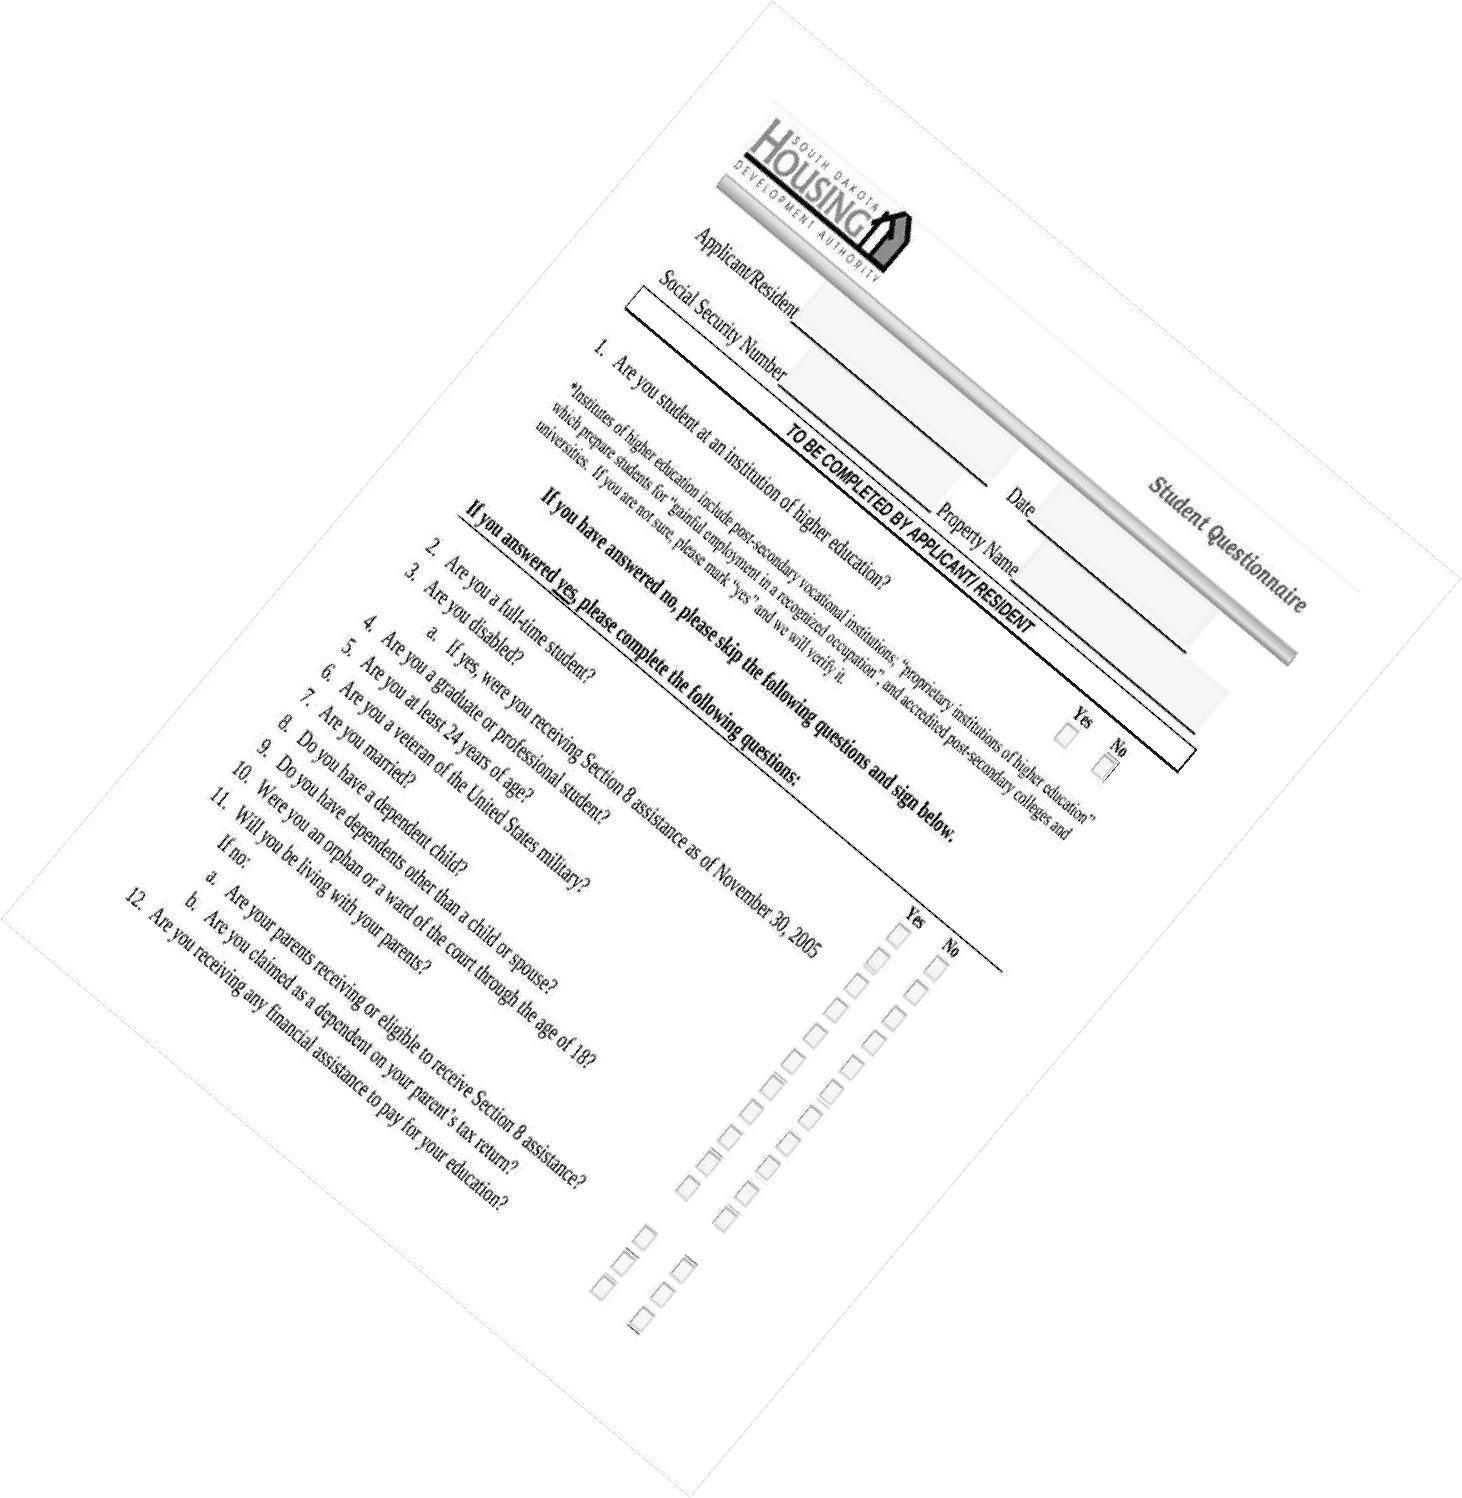 SOUTH DAKOTA
HOUSING
DEVELOPMENT AUTHORITY
Student Questionnaire
Applicant/Resident Date
Social Security Number Property Name
TO BE COMPLETED BY APPLICANT/ RESIDENT
Yes No
1. Are you student at an institution of higher education?
*Institutes of higher education include post-secondary vocational institutions; "proprietary institutions of higher education"
which prepare students for "gainful employment in a recognized occupation", and accredited post-secondary colleges and
universities. If you are not sure, please mark "yes" and we will verify it.
If you have answered no, please skip the following questions and sign below.
If you answered yes, please complete the following questions:
Yes No
2. Are you a full-time student?
3. Are you disabled?
a. If yes, were you receiving Section 8 assistance as of November 30, 2005
4. Are you a graduate or professional student?
5. Are you at least 24 years of age?
6. Are you a veteran of the United States military?
7. Are you married?
8. Do you have a dependent child?
9. Do you have dependents other than a child or spouse?
10. Were you an orphan or a ward of the court through the age of 18?
11. Will you be living with your parents?
If no:
a. Are your parents receiving or eligible to receive Section 8 assistance?
b. Are you claimed as a dependent on your parent's tax return?
12. Are you receiving any financial assistance to pay for your education?